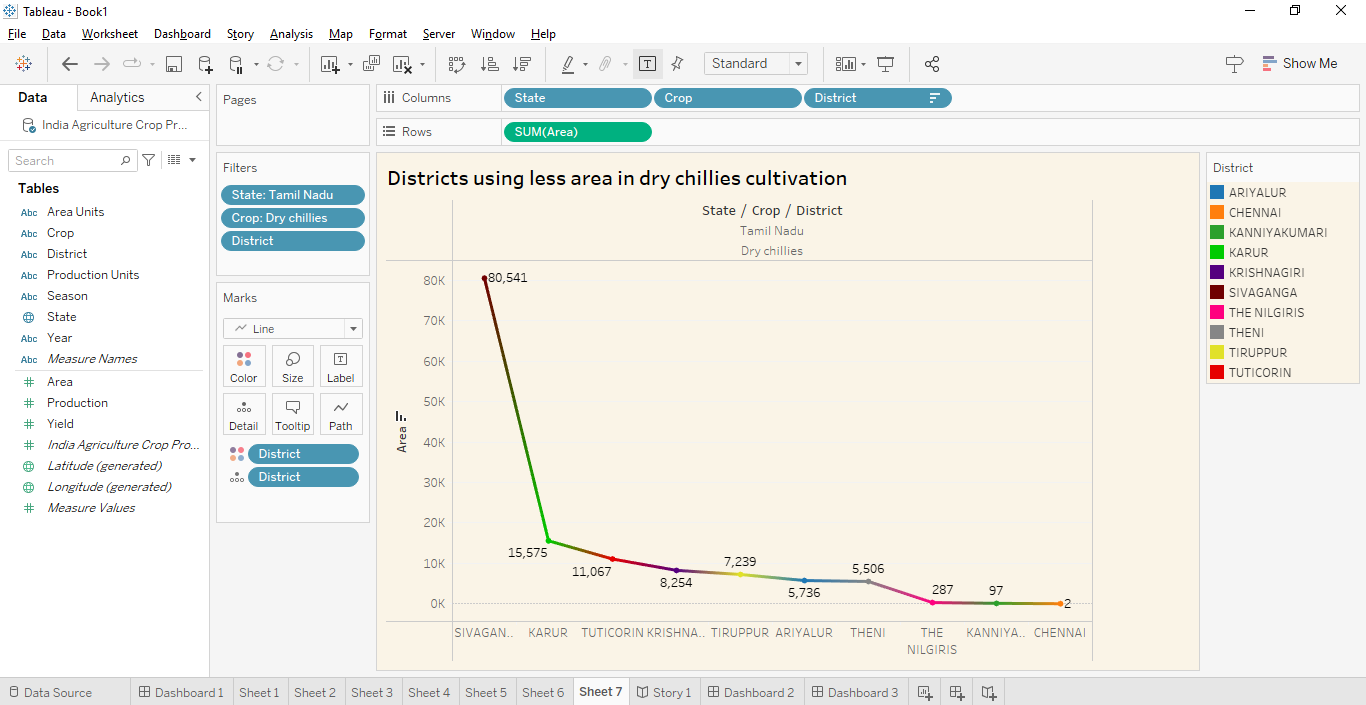 Tableau - Book1
File Data Worksheet Dashboard Story Analysis Map Format Server Window Help
Standard
Show Me
Data Analytics
India Agriculture Crop Pr...
Search
Tables
Abc Area Units
Abc Crop
Abc District
Abc Production Units
Abc Season
State
Abc Year
Abc Measure Names
# Area
# Production
# Yield
# India Agriculture Crop Pro...
Latitude (generated)
Longitude (generated)
# Measure Values
Pages
Filters
State: Tamil Nadu
Crop: Dry chillies
District
Marks
Line
Color Size Label
Detail Tooltip Path
District
District
Columns State Crop District
Rows SUM(Area)
Districts using less area in dry chillies cultivation
State / Crop / District
Tamil Nadu
Dry chillies
Area
80K
70K
60K
50K
40K
30K
20K
10K
0K
80,541
15,575
11,067
8,254
7,239
5,736
5,506
287
97
2
SIVAGAN.. KARUR TUTICORIN KRISHNA.. TIRUPPUR ARIYALUR THENI THE NILGIRIS KANNIYA.. CHENNAI
District
ARIYALUR
CHENNAI
KANNIYAKUMARI
KARUR
KRISHNAGIRI
SIVAGANGA
THE NILGIRIS
THENI
TIRUPPUR
TUTICORIN
Data Source Dashboard 1 Sheet 1 Sheet 2 Sheet 3 Sheet 4 Sheet 5 Sheet 6 Sheet 7 Story 1 Dashboard 2 Dashboard 3